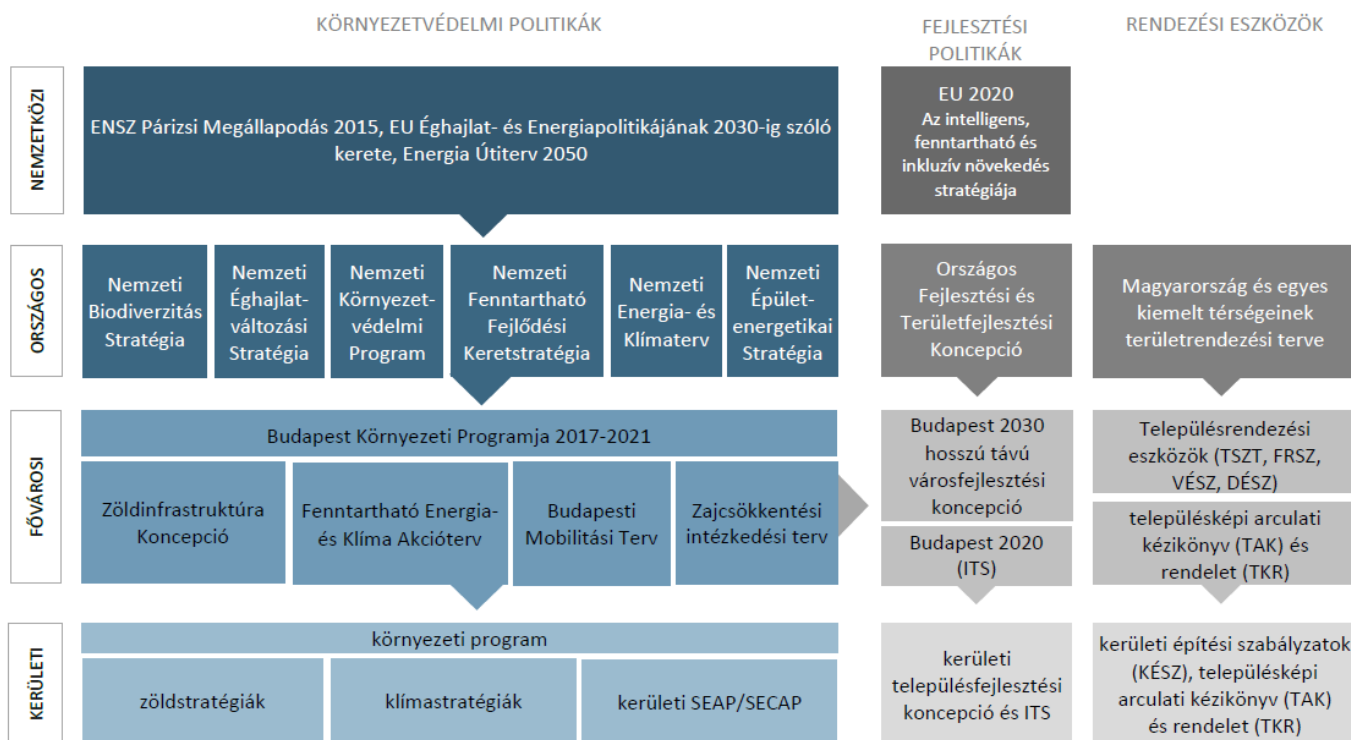 KÖRNYEZETVÉDELMI POLITIKÁK
FEJLESZTÉSI
POLITIKÁK
RENDEZÉSI ESZKÖZÖK
NEMZETKÖZI
ENSZ Párizsi Megállapodás 2015, EU Éghajlat- és Energiapolitikájának 2030-ig szóló
kerete, Energia Útiterv 2050
EU 2020
Az intelligens,
fenntartható és
inkluzív növekedés
stratégiája
ORSZÁGOS
Nemzeti
Biodiverzitás
Stratégia
Nemzeti
Éghajlat-
változási
Stratégia
Nemzeti
Környezet-
védelmi
Program
Nemzeti
Fenntartható
Fejlődési
Keretstratégia
Nemzeti
Energia- és
Klímaterv
Nemzeti
Épület-
energetikai
Stratégia
Országos
Fejlesztési és
Területfejlesztési
Koncepció
Magyarország és egyes
kiemelt térségeinek
területrendezési terve
FŐVÁROSI
Budapest Környezeti Programja 2017-2021
Zöldinfrastruktúra
Koncepció
Fenntartható Energia-
és Klíma Akcióterv
Budapesti
Mobilitási Terv
Zajcsökkentési
intézkedési terv
Budapest 2030
hosszú távú
városfejlesztési
koncepció
Budapest 2020
(ITS)
Településrendezési
eszközök (TSZT, FRSZ,
VÉSZ, DÉSZ)
településképi arculati
kézikönyv (TAK) és
rendelet (TKR)
KERÜLETI
környezeti program
zöldstratégiák
klímastratégiák
kerületi SEAP/SECAP
kerületi
településfejlesztési
koncepció és ITS
kerületi építési szabályzatok
(KÉSZ), településképi
arculati kézikönyv (TAK)
és rendelet (TKR)